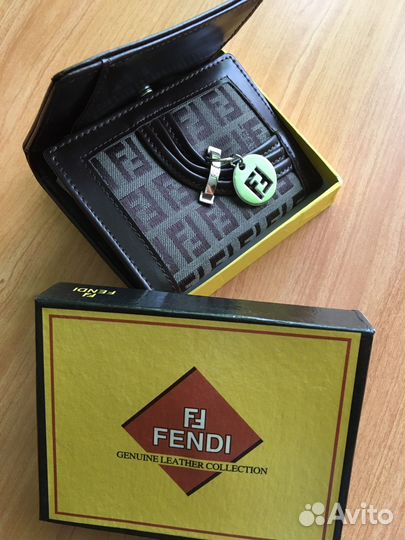 FENDI
FENDI
GENUINE LEATHER COLLECTION
Avito